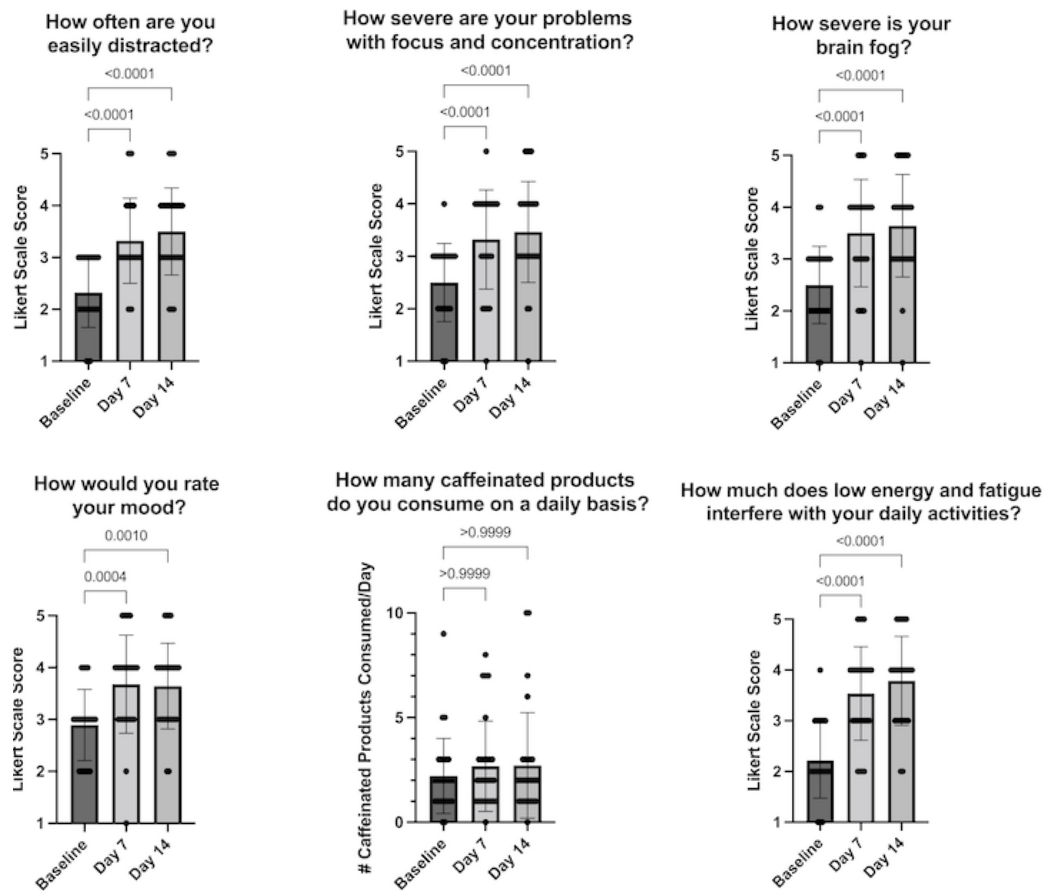 How often are you
easily distracted?
<0.0001
<0.0001
Likert Scale Score
5
4
3
2
1
Baseline
Day 7
Day 14
How severe are your problems
with focus and concentration?
<0.0001
<0.0001
Likert Scale Score
5
4
3
2
1
Baseline
Day 7
Day 14
How severe is your
brain fog?
<0.0001
<0.0001
Likert Scale Score
5
4
3
2
1
Baseline
Day 7
Day 14
How would you rate
your mood?
0.0010
0.0004
Likert Scale Score
5
4
3
2
1
Baseline
Day 7
Day 14
How many caffeinated products
do you consume on a daily basis?
>0.9999
>0.9999
# Caffeinated Products Consumed/Day
10
5
0
Baseline
Day 7
Day 14
How much does low energy and fatigue
interfere with your daily activities?
<0.0001
<0.0001
Likert Scale Score
5
4
3
2
1
Baseline
Day 7
Day 14